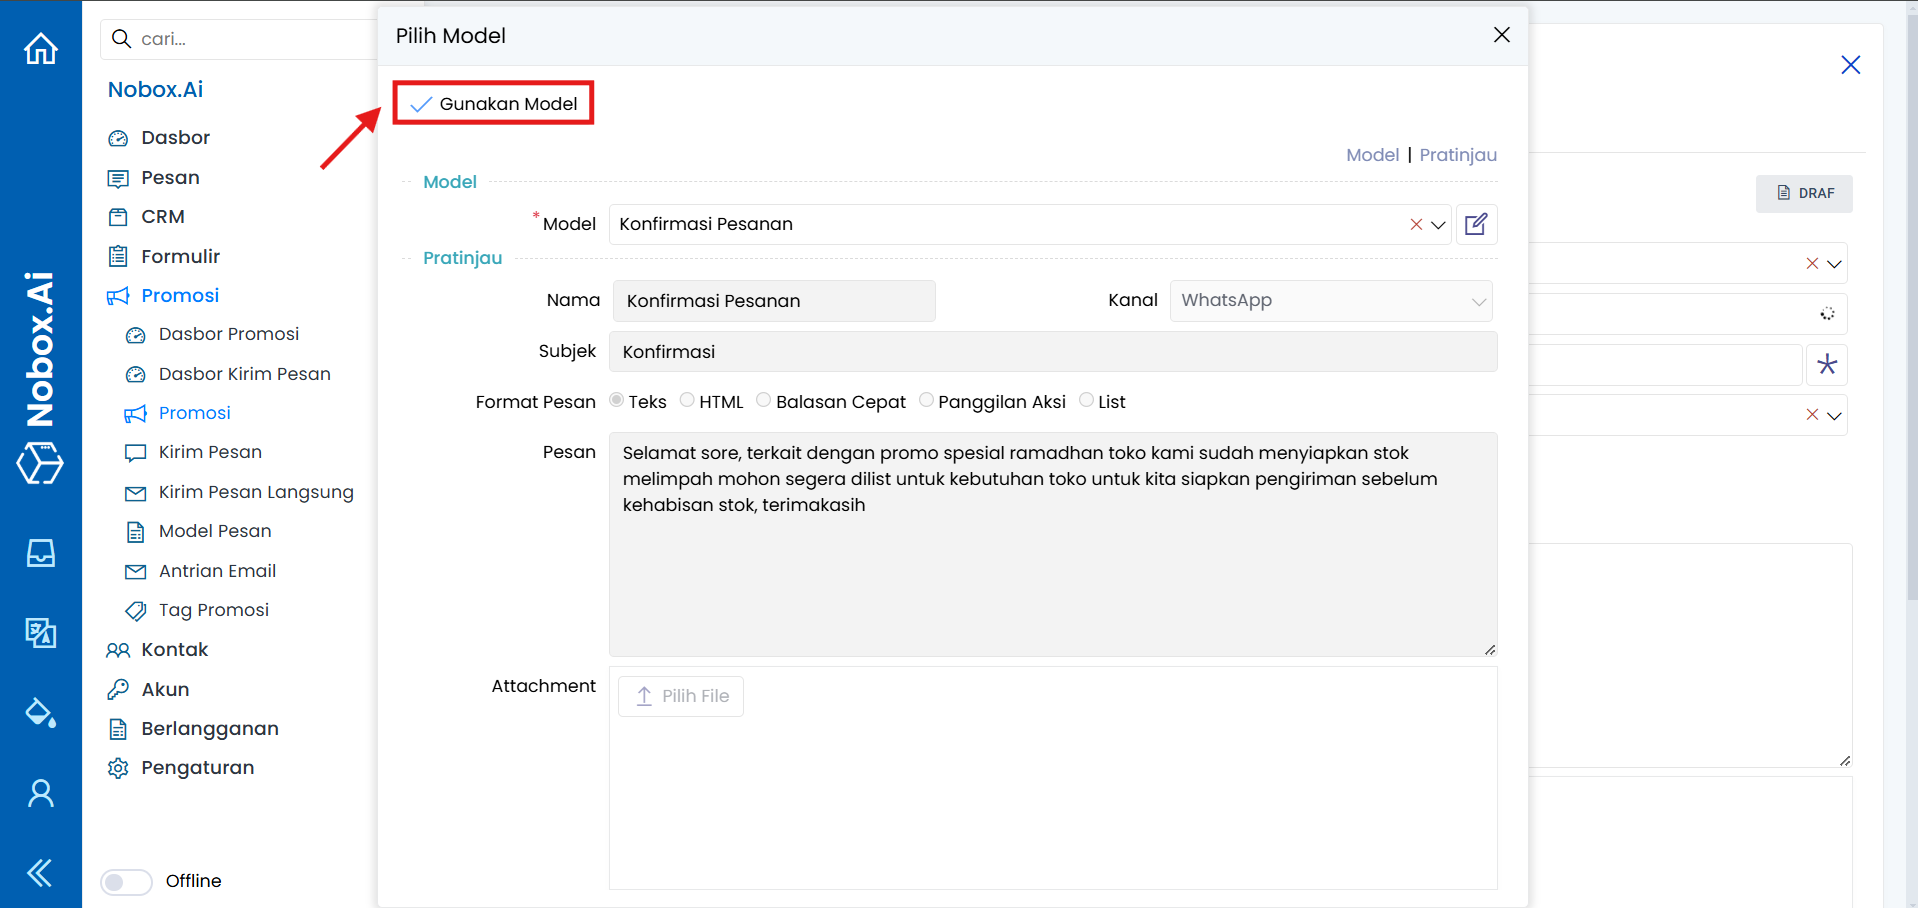 Nobox.Ai
cari...
Nobox.Ai
Dasbor
Pesan
CRM
Formulir
Promosi
Dasbor Promosi
Dasbor Kirim Pesan
Promosi
Kirim Pesan
Kirim Pesan Langsung
Model Pesan
Antrian Email
Tag Promosi
Kontak
Akun
Berlangganan
Pengaturan
Offline
Pilih Model
Gunakan Model
Model | Pratinjau
Model
*Model Konfirmasi Pesanan
Pratinjau
Nama Konfirmasi Pesanan Kanal WhatsApp
Subjek Konfirmasi
Format Pesan Teks HTML Balasan Cepat Panggilan Aksi List
Pesan Selamat sore, terkait dengan promo spesial ramadhan toko kami sudah menyiapkan stok
melimpah mohon segera dilist untuk kebutuhan toko untuk kita siapkan pengiriman sebelum
kehabisan stok, terimakasih
Attachment Pilih File
DRAF